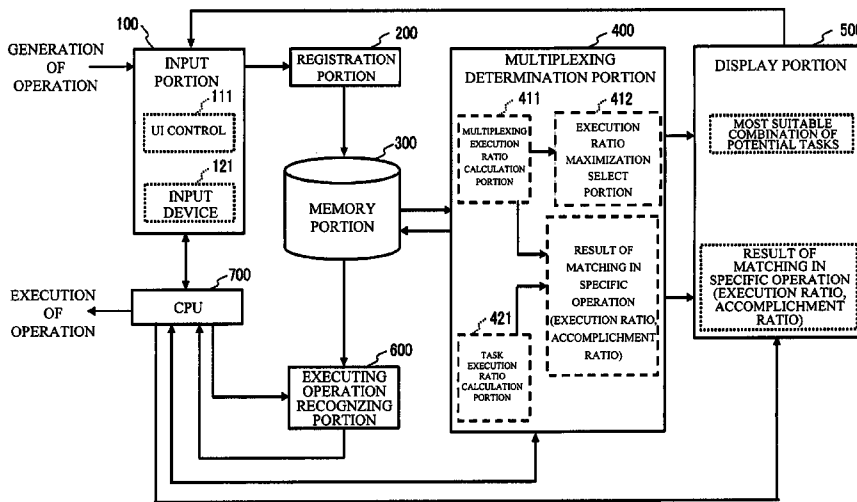 100
GENERATION
OF
OPERATION
INPUT
PORTION
111
UI CONTROL
121
INPUT
DEVICE
200
REGISTRATION
PORTION
300
MEMORY
PORTION
400
MULTIPLEXING
DETERMINATION PORTION
411
MULTIPLEXING
EXECUTION
RATIO
CALCULATION
PORTION
412
EXECUTION
RATIO
MAXIMIZATION
SELECT
PORTION
RESULT OF
MATCHING IN
SPECIFIC
OPERATION
(EXECUTION RATIO,
ACCOMPLICHMENT
RATIO)
421
TASK
EXECUTION
RATIO
CALCULATION
PORTION
500
DISPLAY PORTION
MOST SUITABLE
COMBINATION OF
POTENTIAL TASKS
RESULT OF
MATCHING IN
SPECIFIC OPERATION
(EXECUTION RATIO,
ACCOMPLICHMENT
RATIO)
700
CPU
EXECUTION
OF
OPERATION
600
EXECUTING
OPERATION
RECOGNZING
PORTION